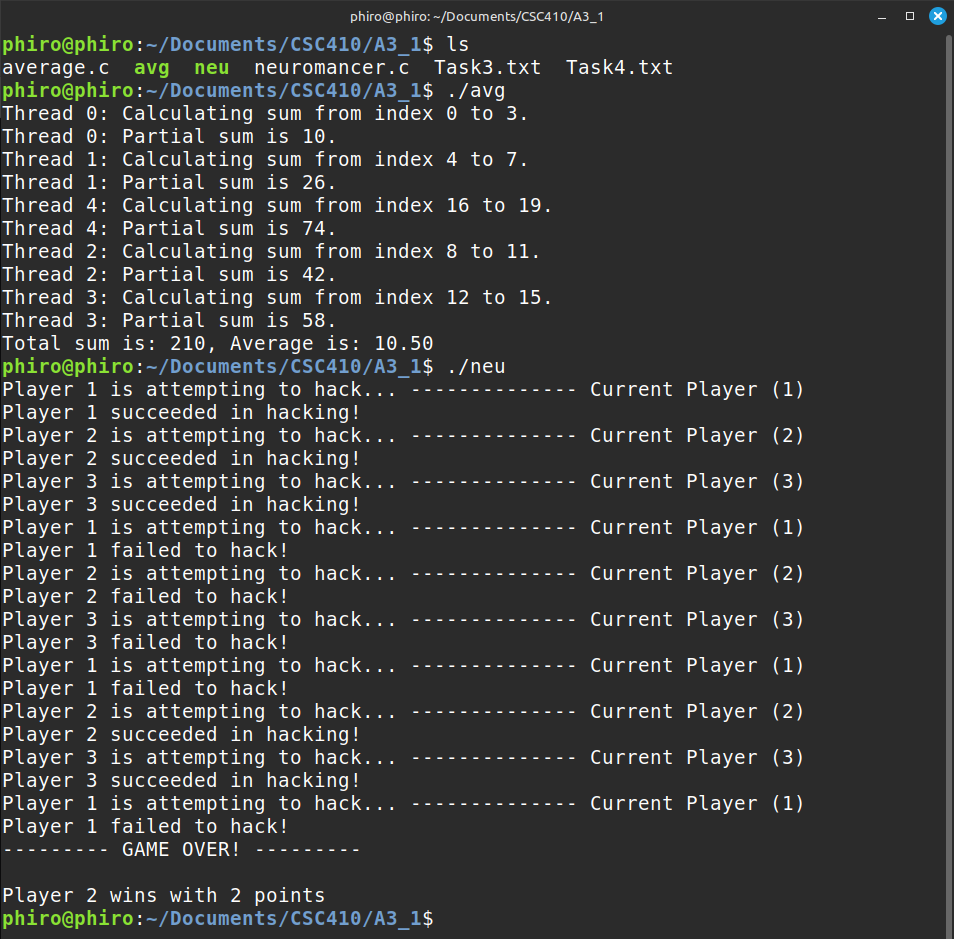 phiro@phiro: ~/Documents/CSC410/A3_1
phiro@phiro:~/Documents/CSC410/A3_1$ ls
average.c  avg  neu  neuromancer.c  Task3.txt  Task4.txt
phiro@phiro:~/Documents/CSC410/A3_1$ ./avg
Thread 0: Calculating sum from index 0 to 3.
Thread 0: Partial sum is 10.
Thread 1: Calculating sum from index 4 to 7.
Thread 1: Partial sum is 26.
Thread 4: Calculating sum from index 16 to 19.
Thread 4: Partial sum is 74.
Thread 2: Calculating sum from index 8 to 11.
Thread 2: Partial sum is 42.
Thread 3: Calculating sum from index 12 to 15.
Thread 3: Partial sum is 58.
Total sum is: 210, Average is: 10.50
phiro@phiro:~/Documents/CSC410/A3_1$ ./neu
Player 1 is attempting to hack... -------------- Current Player (1)
Player 1 succeeded in hacking!
Player 2 is attempting to hack... -------------- Current Player (2)
Player 2 succeeded in hacking!
Player 3 is attempting to hack... -------------- Current Player (3)
Player 3 succeeded in hacking!
Player 1 is attempting to hack... -------------- Current Player (1)
Player 1 failed to hack!
Player 2 is attempting to hack... -------------- Current Player (2)
Player 2 failed to hack!
Player 3 is attempting to hack... -------------- Current Player (3)
Player 3 failed to hack!
Player 1 is attempting to hack... -------------- Current Player (1)
Player 1 failed to hack!
Player 2 is attempting to hack... -------------- Current Player (2)
Player 2 succeeded in hacking!
Player 3 is attempting to hack... -------------- Current Player (3)
Player 3 succeeded in hacking!
Player 1 is attempting to hack... -------------- Current Player (1)
Player 1 failed to hack!
--------- GAME OVER! ---------
Player 2 wins with 2 points
phiro@phiro:~/Documents/CSC410/A3_1$